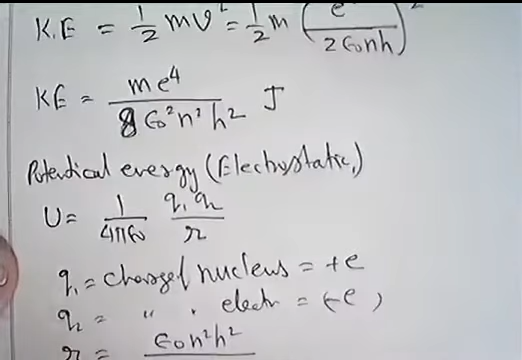 K.E = 1/2 mv² = 1/2 m (e²/2ϵ₀nh)²
KE = me⁴/8ϵ₀²n²h² J
Potential energy (Electrostatic)
U = 1/4πϵ₀ q₁q₂/r
q₁ = charge of nucleus = +e
q₂ = " " electr = (-e)
r = ϵ₀n²h²